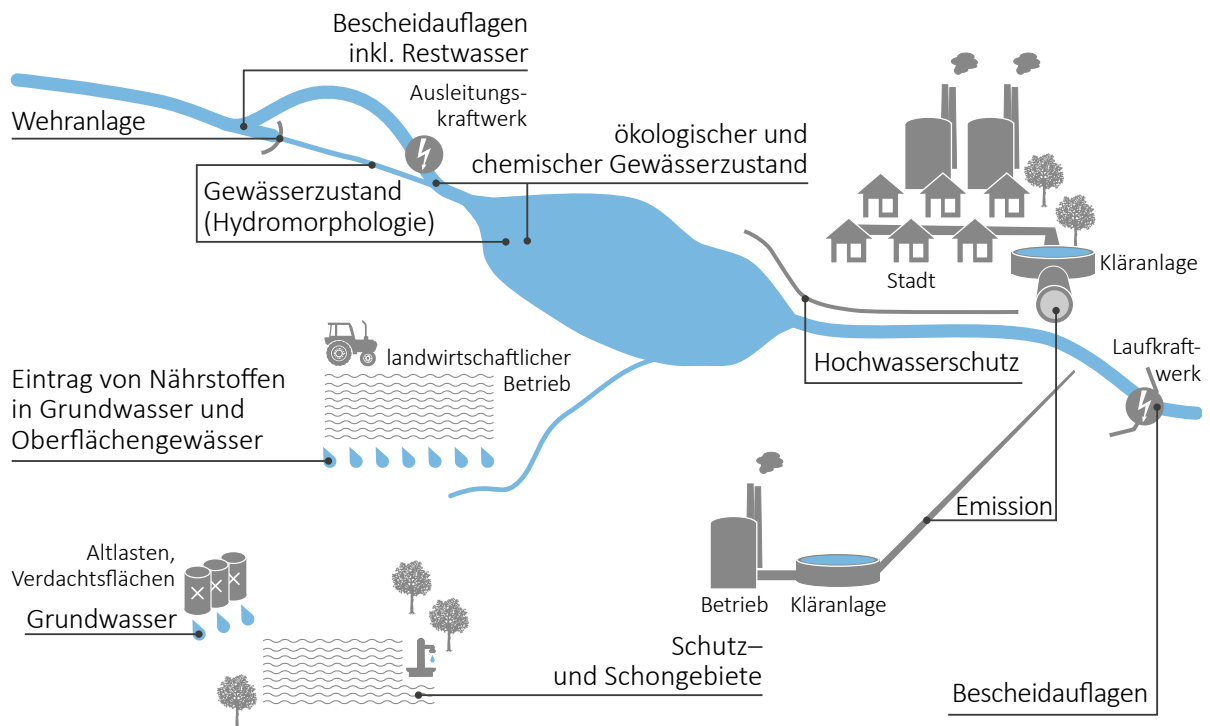 Bescheidauflagen
inkl. Restwasser
Ausleitungs-
kraftwerk
Wehranlage
ökologischer und
chemischer Gewässerzustand
Gewässerzustand
(Hydromorphologie)
Stadt
Kläranlage
Hochwasserschutz
Laufkraft-
werk
landwirtschaftlicher
Betrieb
Eintrag von Nährstoffen
in Grundwasser und
Oberflächengewässer
Emission
Altlasten,
Verdachtsflächen
Grundwasser
Betrieb
Kläranlage
Schutz–
und Schongebiete
Bescheidauflagen